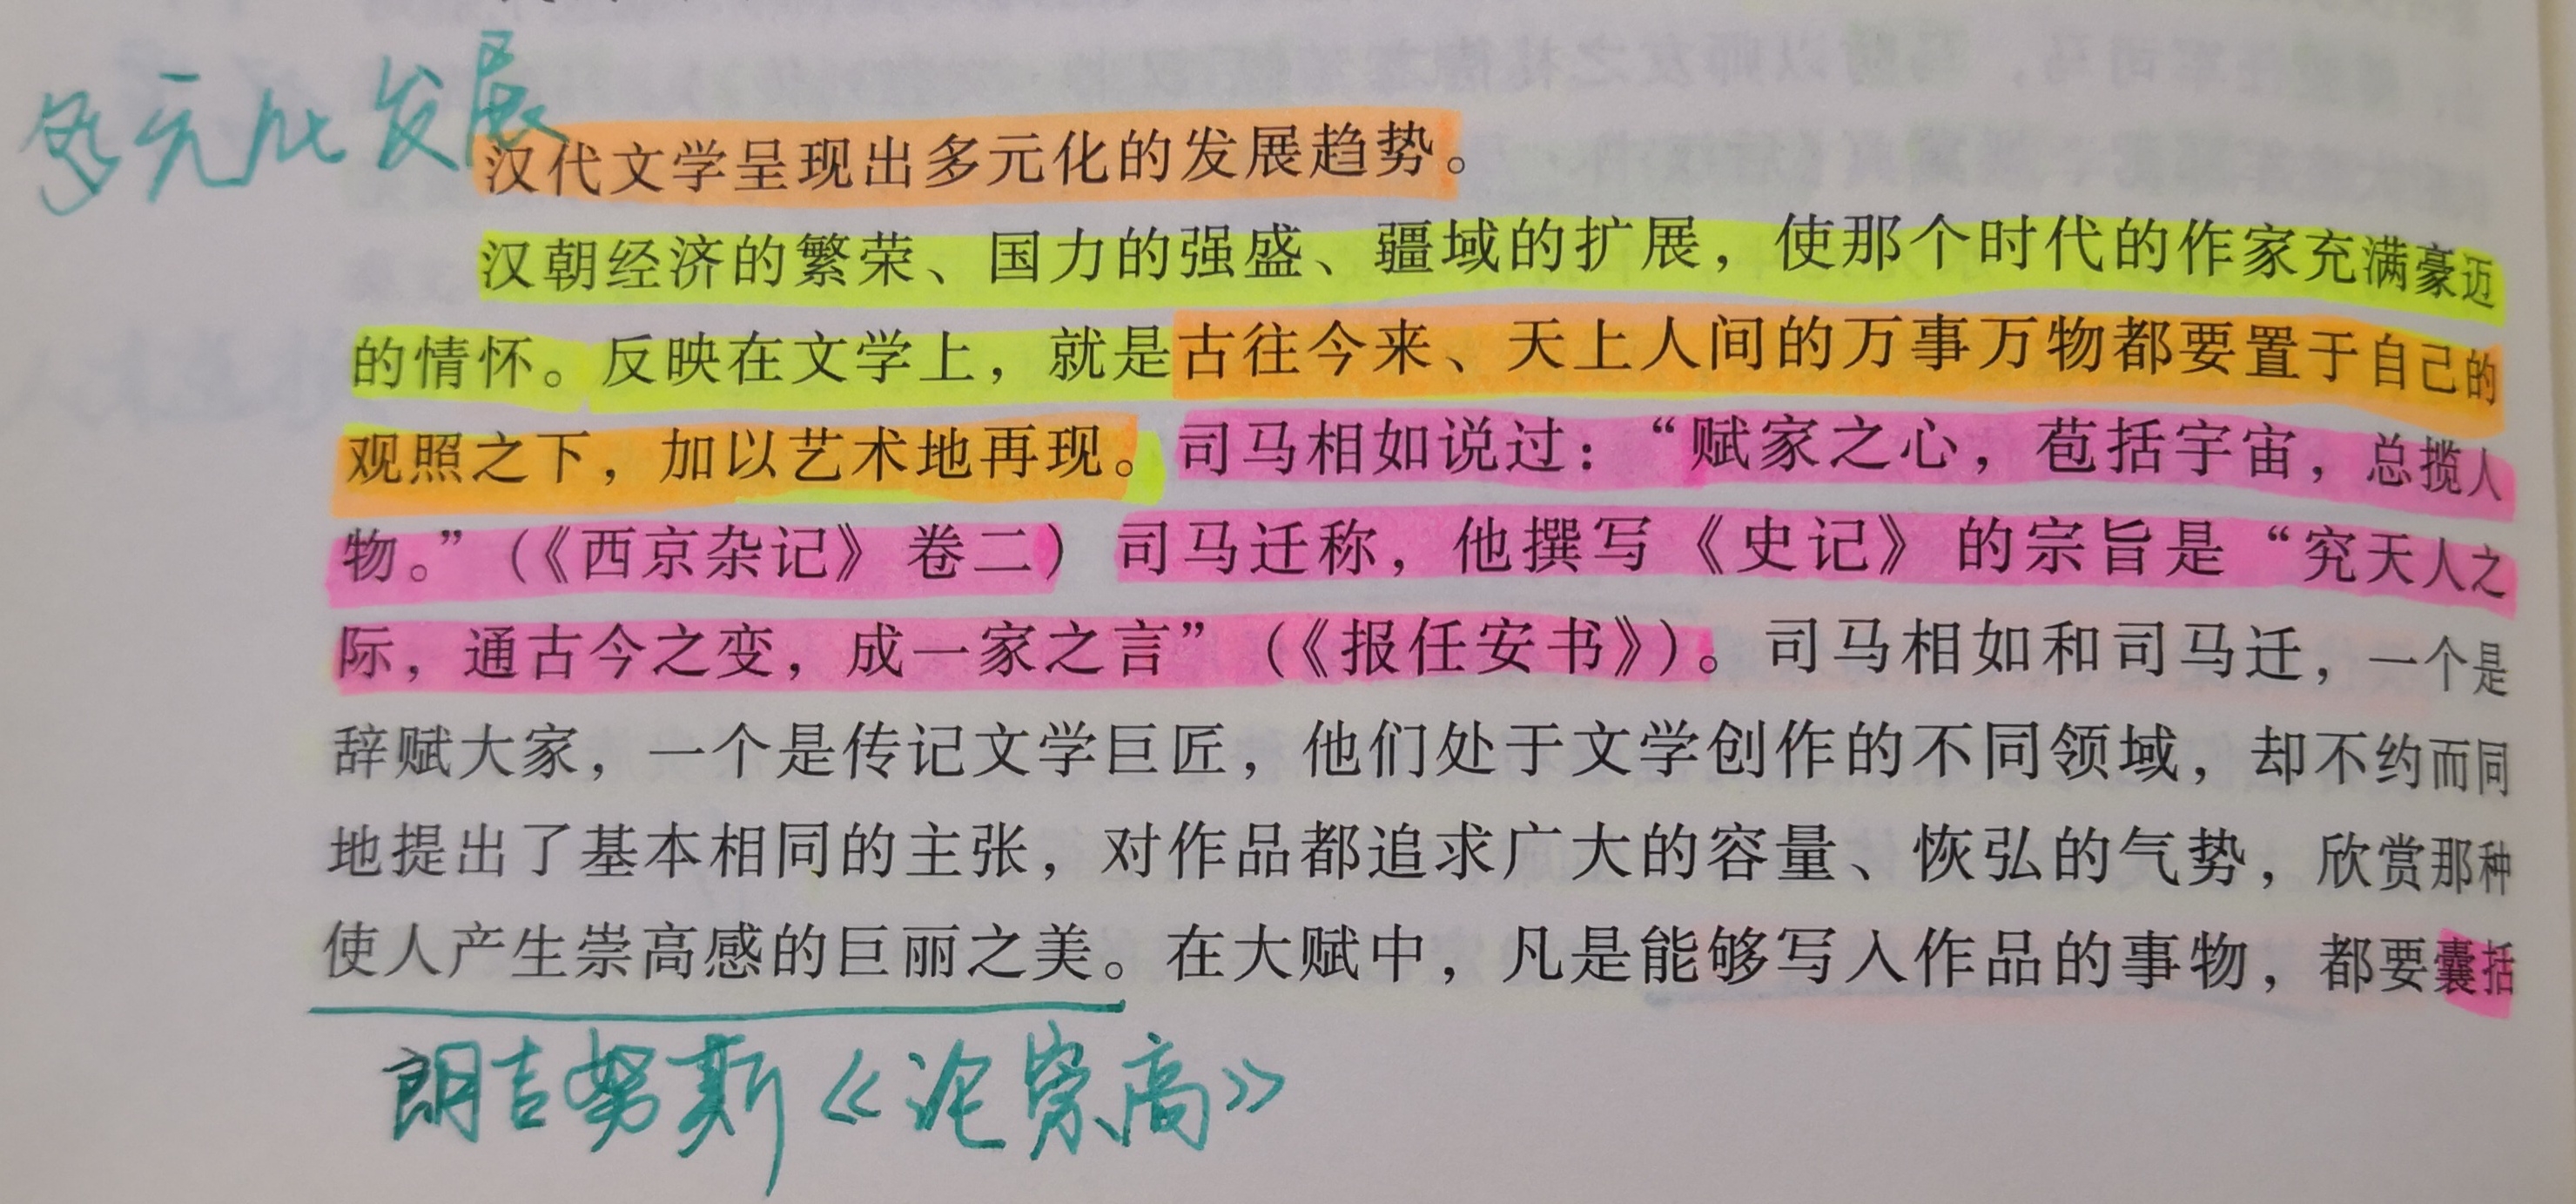 多元化发展
汉代文学呈现出多元化的发展趋势。
汉朝经济的繁荣、国力的强盛、疆域的扩展，使那个时代的作家充满豪迈
的情怀。反映在文学上，就是古往今来、天上人间的万事万物都要置于自己的
观照之下，加以艺术地再现。司马相如说过：“赋家之心，苞括宇宙，总揽人
物。”（《西京杂记》卷二）司马迁称，他撰写《史记》的宗旨是“究天人之
际，通古今之变，成一家之言”（《报任安书》）。司马相如和司马迁，一个是
辞赋大家，一个是传记文学巨匠，他们处于文学创作的不同领域，却不约而同
地提出了基本相同的主张，对作品都追求广大的容量、恢弘的气势，欣赏那种
使人产生崇高感的巨丽之美。在大赋中，凡是能够写入作品的事物，都要囊括
朗吉努斯《论崇高》